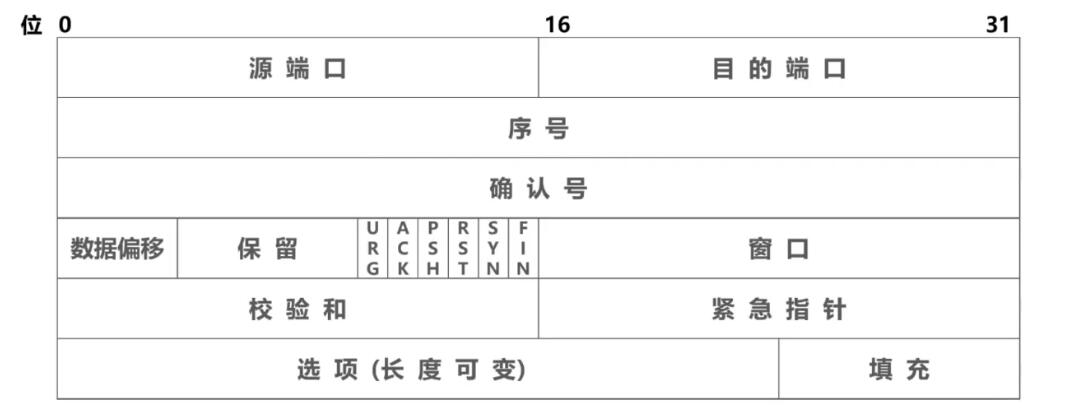 位 0 16 31
源 端 口 目 的 端 口
序 号
确 认 号
数据偏移 保 留 URG ACK PSH RST SYN FIN 窗 口
校 验 和 紧 急 指 针
选 项 (长 度 可 变) 填 充